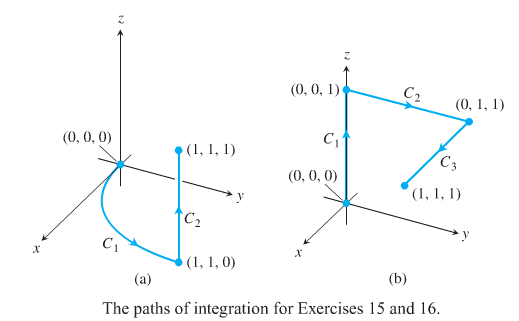 z
(0, 0, 0)
(1, 1, 1)
y
C2
x
C1
(1, 1, 0)
(a)
z
(0, 0, 1)
C2
(0, 1, 1)
C1
C3
(0, 0, 0)
(1, 1, 1)
y
x
(b)
The paths of integration for Exercises 15 and 16.